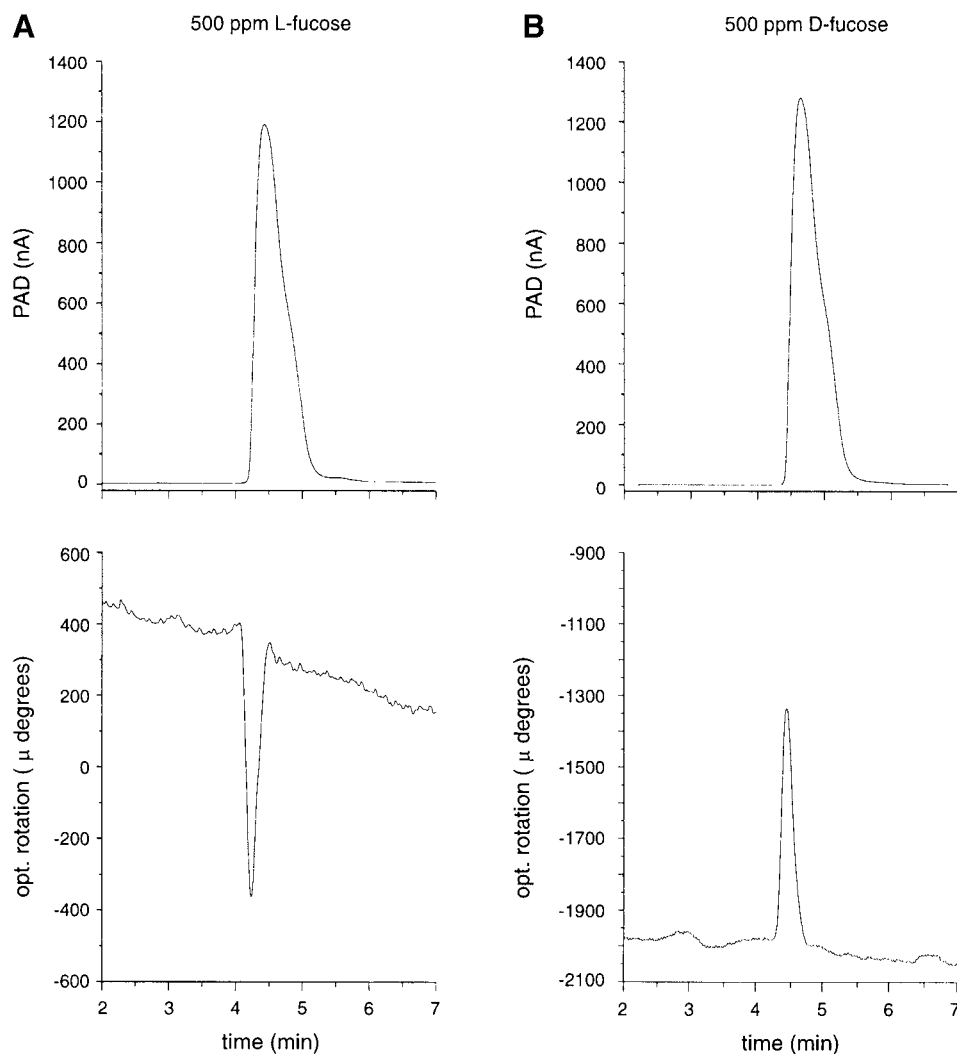 A
500 ppm L-fucose
1400
1200
1000
800
600
400
200
0
PAD (nA)
600
400
200
0
-200
-400
-600
opt. rotation ( μ degrees)
2 3 4 5 6 7
time (min)
B
500 ppm D-fucose
1400
1200
1000
800
600
400
200
0
PAD (nA)
-900
-1100
-1300
-1500
-1700
-1900
-2100
opt. rotation ( μ degrees)
2 3 4 5 6 7
time (min)